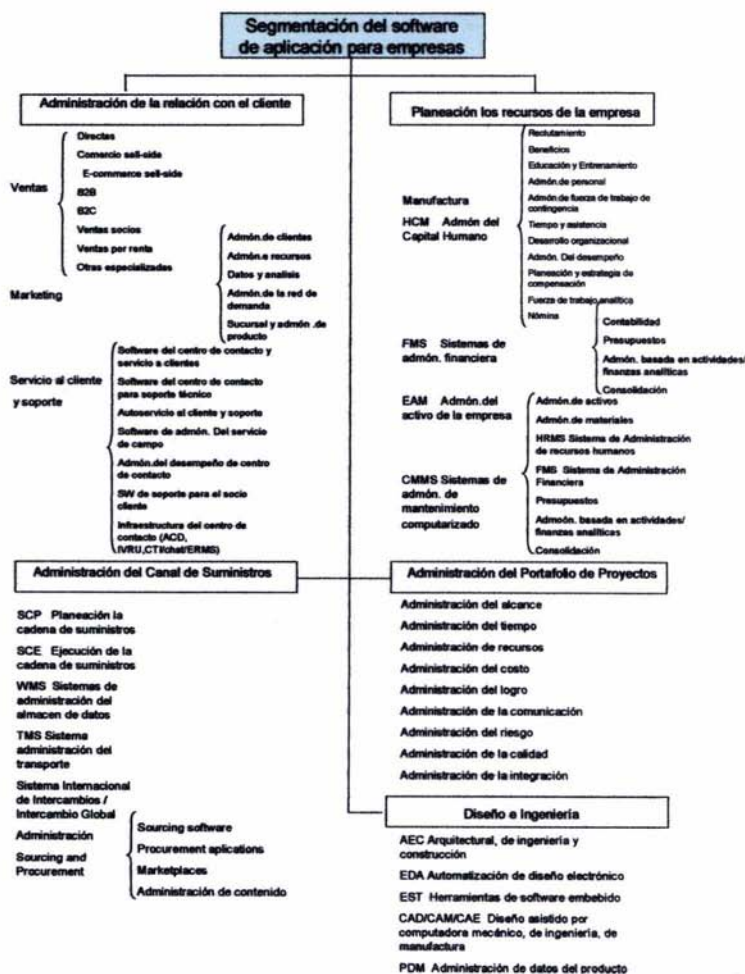 Segmentación del software
de aplicación para empresas
Administración de la relación con el cliente
Ventas
Directas
Comercio sell-side
E-commerce sell-side
B2B
B2C
Ventas socios
Ventas por renta
Otras especializadas
Marketing
Admón.de clientes
Admón.e recursos
Datos y analisis
Admón.de la red de
demanda
Sucursal y admón .de
producto
Servicio al cliente
y soporte
Software del centro de contacto y
servicio a clientes
Software del centro de contacto
para soporte técnico
Autoservicio al cliente y soporte
Software de admón. Del servicio
de campo
Admón.del desempeño de centro
de contacto
SW de soporte para el socio
cliente
Infraestructura del centro de
contacto (ACD,
IVRU,CTI/chat/ERMS)
Planeación los recursos de la empresa
Manufactura
HCM Admón del
Capital Humano
Reclutamiento
Beneficios
Educación y Entrenamiento
Admón.de personal
Admón.de fuerza de trabajo de
contingencia
Tiempo y asistencia
Desarrollo organizacional
Admón. Del desempeño
Planeación y estrategia de
compensación
Fuerza de trabajo analítica
Nómina
FMS Sistemas de
admón. financiera
Contabilidad
Presupuestos
Admón. basada en actividades/
finanzas analíticas
Consolidación
EAM Admón.del
activo de la empresa
CMMS Sistemas de
admón. de
mantenimiento
computarizado
Admón.de activos
Admón.de materiales
HRMS Sistema de Administración
de recursos humanos
FMS Sistema de Administración
Financiera
Presupuestos
Admoón. basada en actividades/
finanzas analíticas
Consolidación
Administración del Canal de Suministros
SCP Planeación la
cadena de suministros
SCE Ejecución de la
cadena de suministros
WMS Sistemas de
administración del
almacen de datos
TMS Sistema
administración del
transporte
Sistema Internacional
de Intercambios /
Intercambio Global
Administración
Sourcing and
Procurement
Sourcing software
Procurement aplications
Marketplaces
Administración de contenido
Administración del Portafolio de Proyectos
Administración del alcance
Administración del tiempo
Administración de recursos
Administración del costo
Administración del logro
Administración de la comunicación
Administración del riesgo
Administración de la calidad
Administración de la integración
Diseño e Ingeniería
AEC Arquitectural, de ingeniería y
construcción
EDA Automatización de diseño electrónico
EST Herramientas de software embebido
CAD/CAM/CAE Diseño asistido por
computadora mecánico, de ingeniería, de
manufactura
PDM Administración de datos del producto